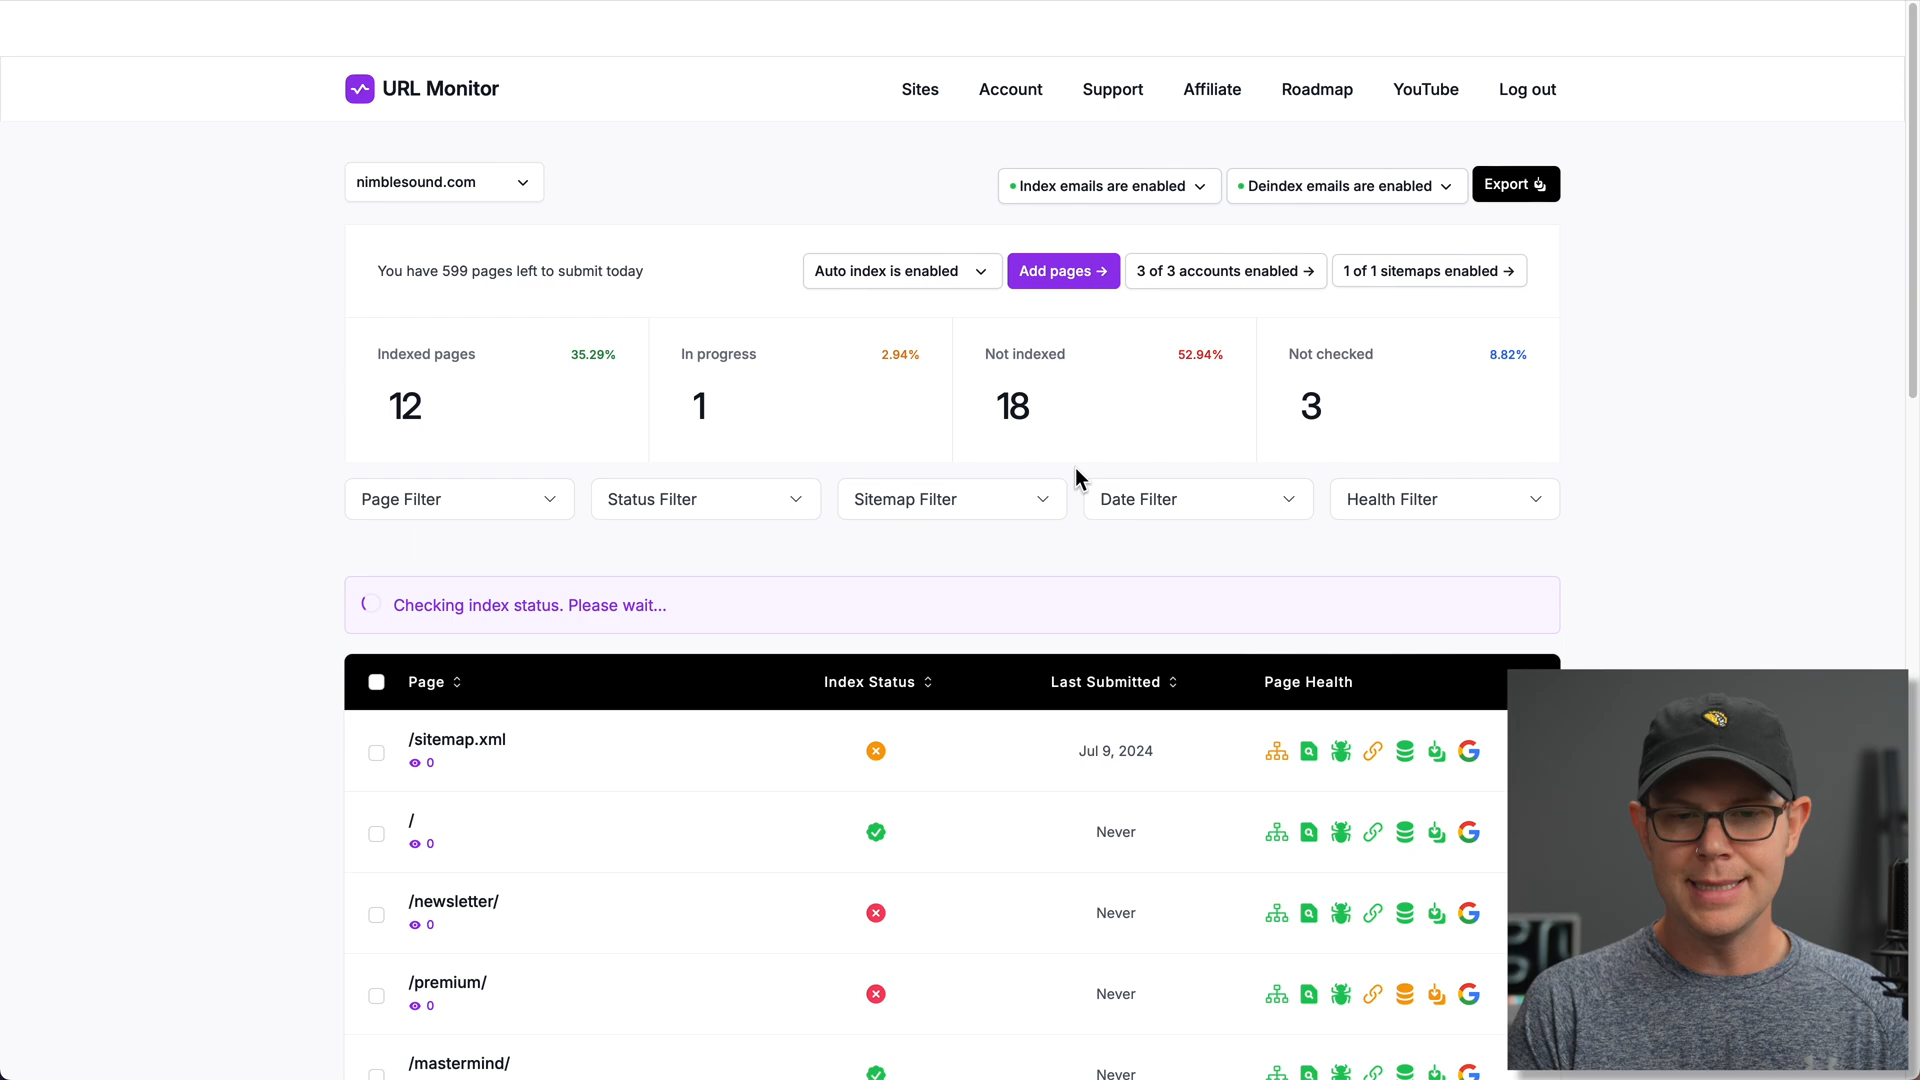 URL Monitor
Sites Account Support Affiliate Roadmap YouTube Log out
nimblesound.com
Index emails are enabled
Deindex emails are enabled
Export
You have 599 pages left to submit today
Auto index is enabled
Add pages →
3 of 3 accounts enabled →
1 of 1 sitemaps enabled →
Indexed pages 35.29%
12
In progress 2.94%
1
Not indexed 52.94%
18
Not checked 8.82%
3
Page Filter
Status Filter
Sitemap Filter
Date Filter
Health Filter
Checking index status. Please wait...
Page Index Status Last Submitted Page Health
/sitemap.xml
0
Jul 9, 2024
/
0
Never
/newsletter/
0
Never
/premium/
0
Never
/mastermind/
Never